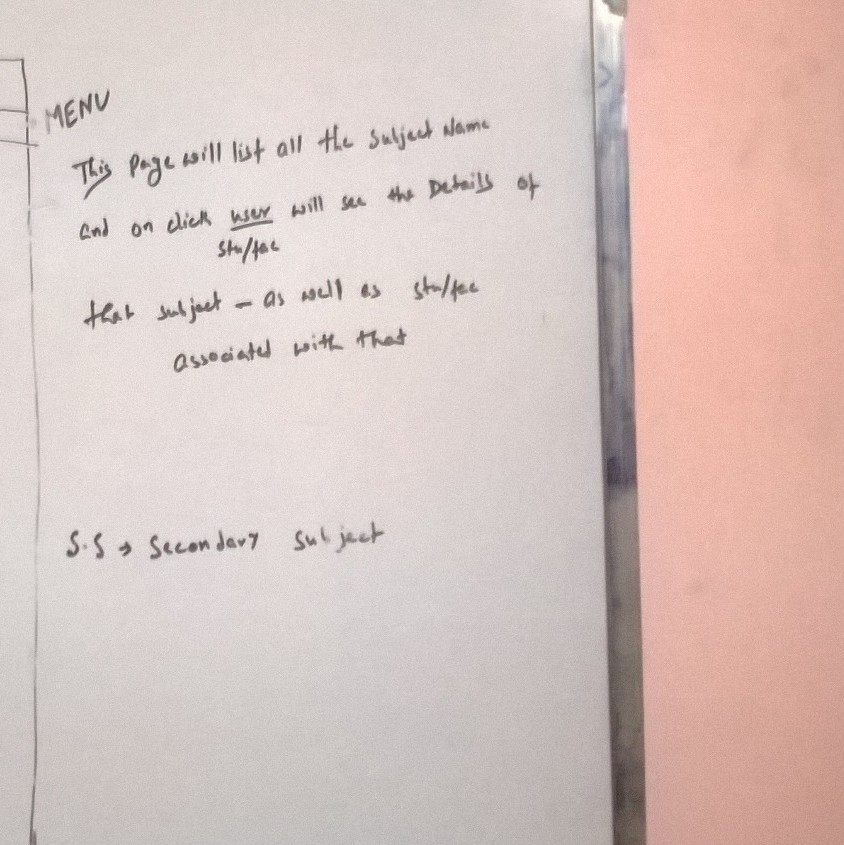 MENU
This Page will list all the Subject Name
and on click user will see the Details of
stu/fac
that subject - as well as stu/fac
associated with that
S.S → Secondary Subject